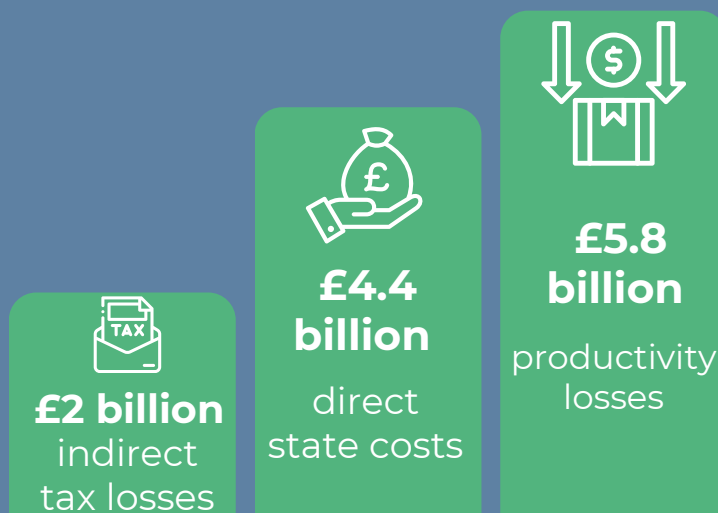 TAX
£2 billion
indirect
tax losses
£
£4.4
billion
direct
state costs
$
£5.8
billion
productivity
losses